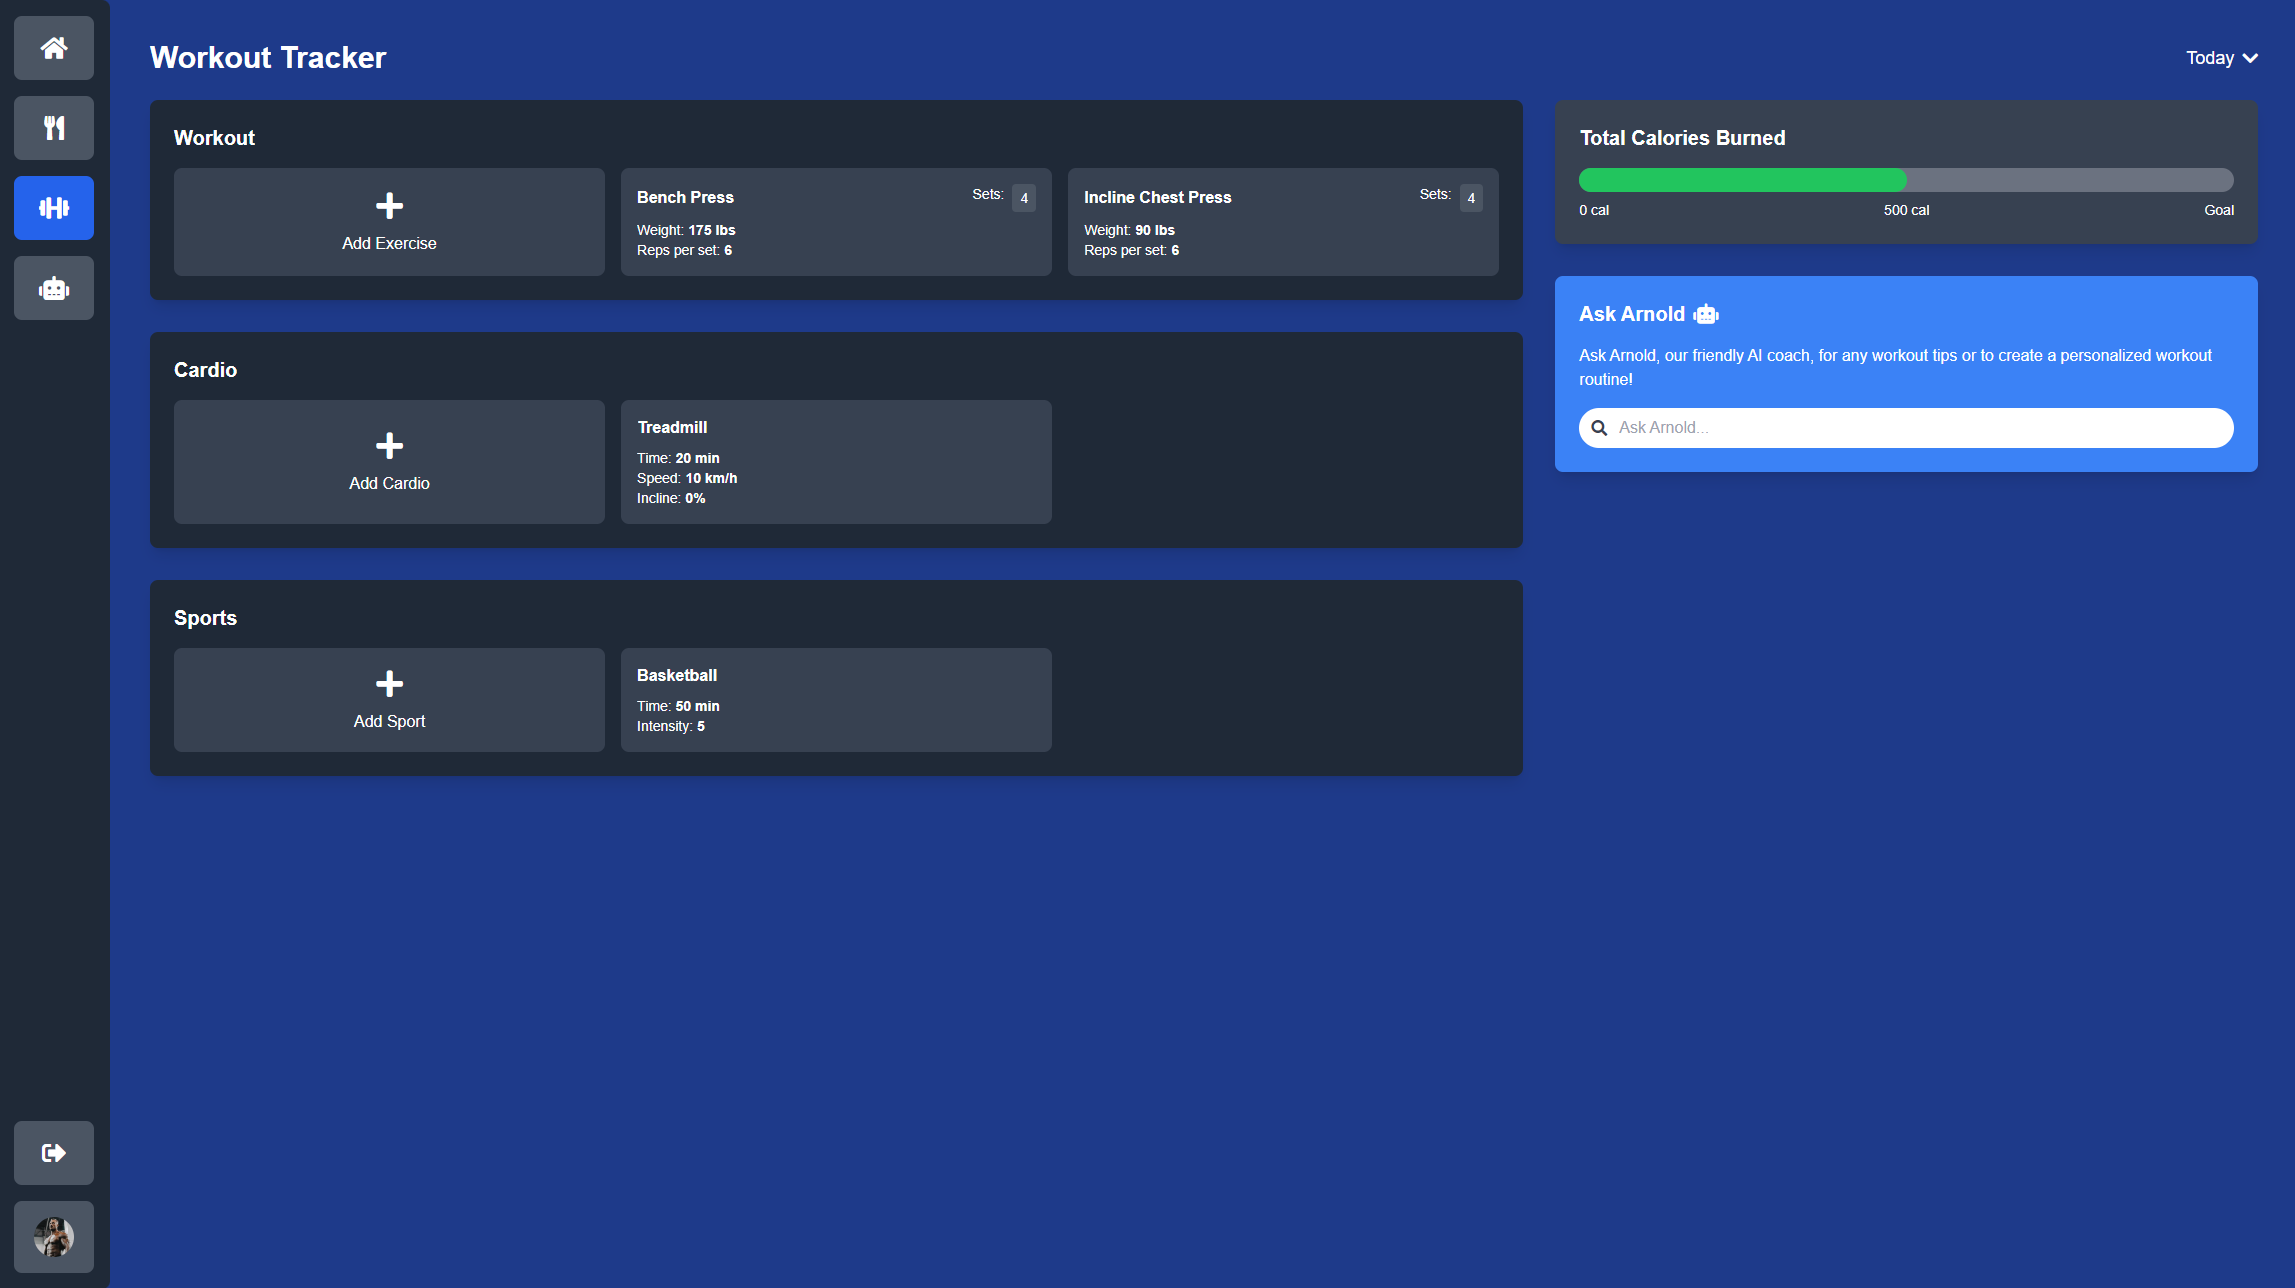 Workout Tracker
Today
Workout
Add Exercise
Bench Press
Sets: 4
Weight: 175 lbs
Reps per set: 6
Incline Chest Press
Sets: 4
Weight: 90 lbs
Reps per set: 6
Cardio
Add Cardio
Treadmill
Time: 20 min
Speed: 10 km/h
Incline: 0%
Sports
Add Sport
Basketball
Time: 50 min
Intensity: 5
Total Calories Burned
0 cal 500 cal Goal
Ask Arnold
Ask Arnold, our friendly AI coach, for any workout tips or to create a personalized workout
routine!
Ask Arnold...